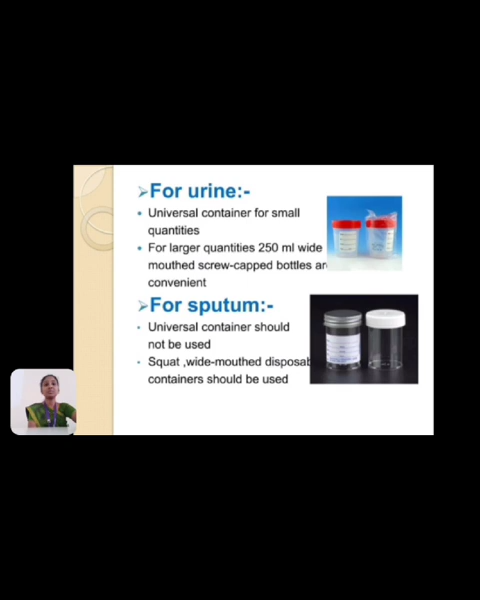 ➢For urine:-
• Universal container for small
quantities
• For larger quantities 250 ml wide
mouthed screw-capped bottles are
convenient
➢For sputum:-
• Universal container should
not be used
• Squat ,wide-mouthed
containers should be used